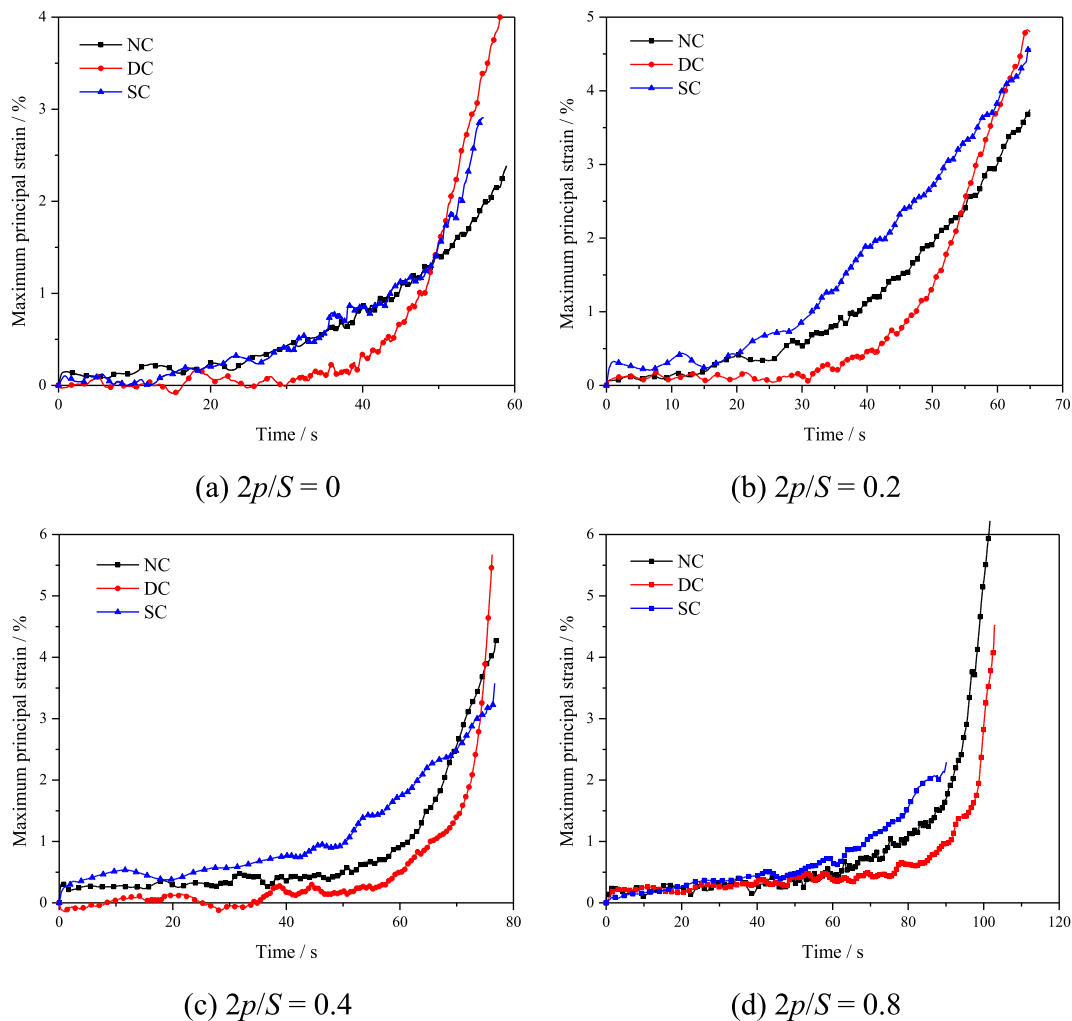 4
3
2
1
0
Maximum principal strain / %
NC
DC
SC
0
20
40
60
Time / s
(a) 2p/S = 0
5
4
3
2
1
0
Maximum principal strain / %
NC
DC
SC
0
10
20
30
40
50
60
70
Time / s
(b) 2p/S = 0.2
6
5
4
3
2
1
0
Maximum principal strain / %
NC
DC
SC
0
20
40
60
80
Time / s
(c) 2p/S = 0.4
6
5
4
3
2
1
0
Maximum principal strain / %
NC
DC
SC
0
20
40
60
80
100
120
Time / s
(d) 2p/S = 0.8